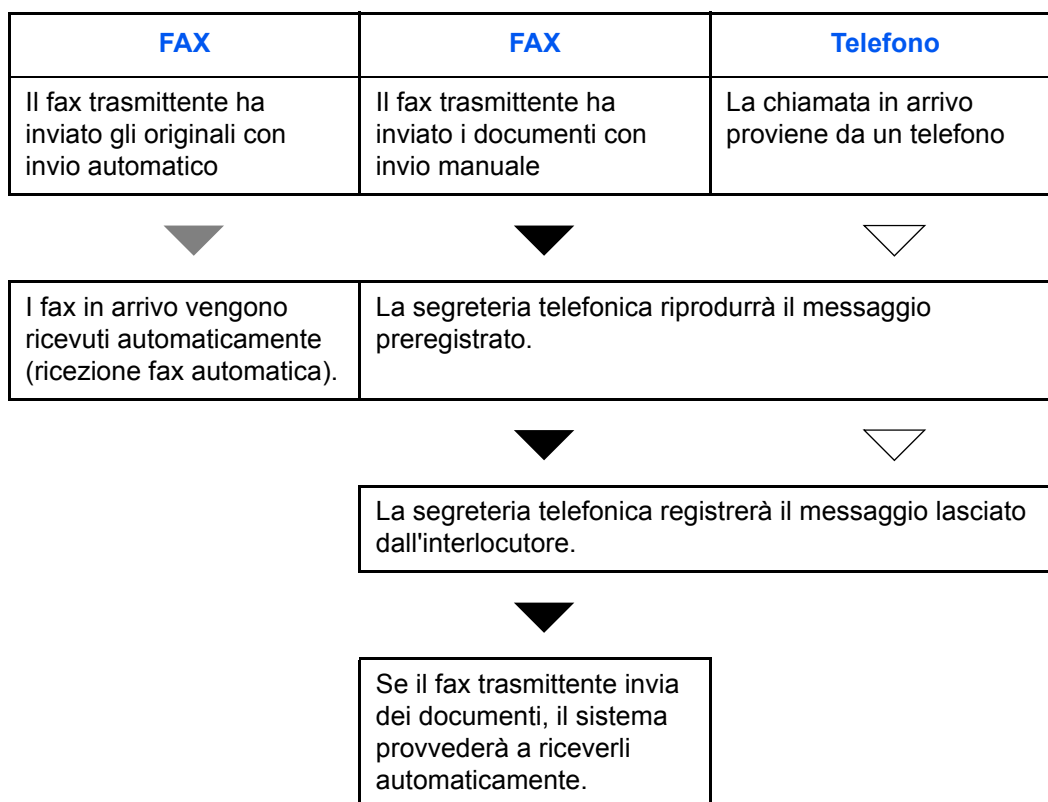 FAX
FAX
Telefono
Il fax trasmittente ha
inviato gli originali con
invio automatico
Il fax trasmittente ha
inviato i documenti con
invio manuale
La chiamata in arrivo
proviene da un telefono
I fax in arrivo vengono
ricevuti automaticamente
(ricezione fax automatica).
La segreteria telefonica riprodurrà il messaggio
preregistrato.
La segreteria telefonica registrerà il messaggio lasciato
dall'interlocutore.
Se il fax trasmittente invia
dei documenti, il sistema
provvederà a riceverli
automaticamente.